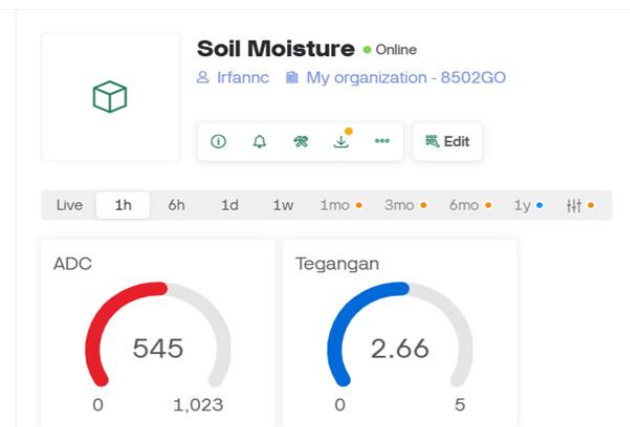 Soil Moisture Online
Irfannc My organization - 8502GO
Edit
Live 1h 6h 1d 1w 1mo 3mo 6mo 1y
ADC
545
0 1,023
Tegangan
2.66
0 5